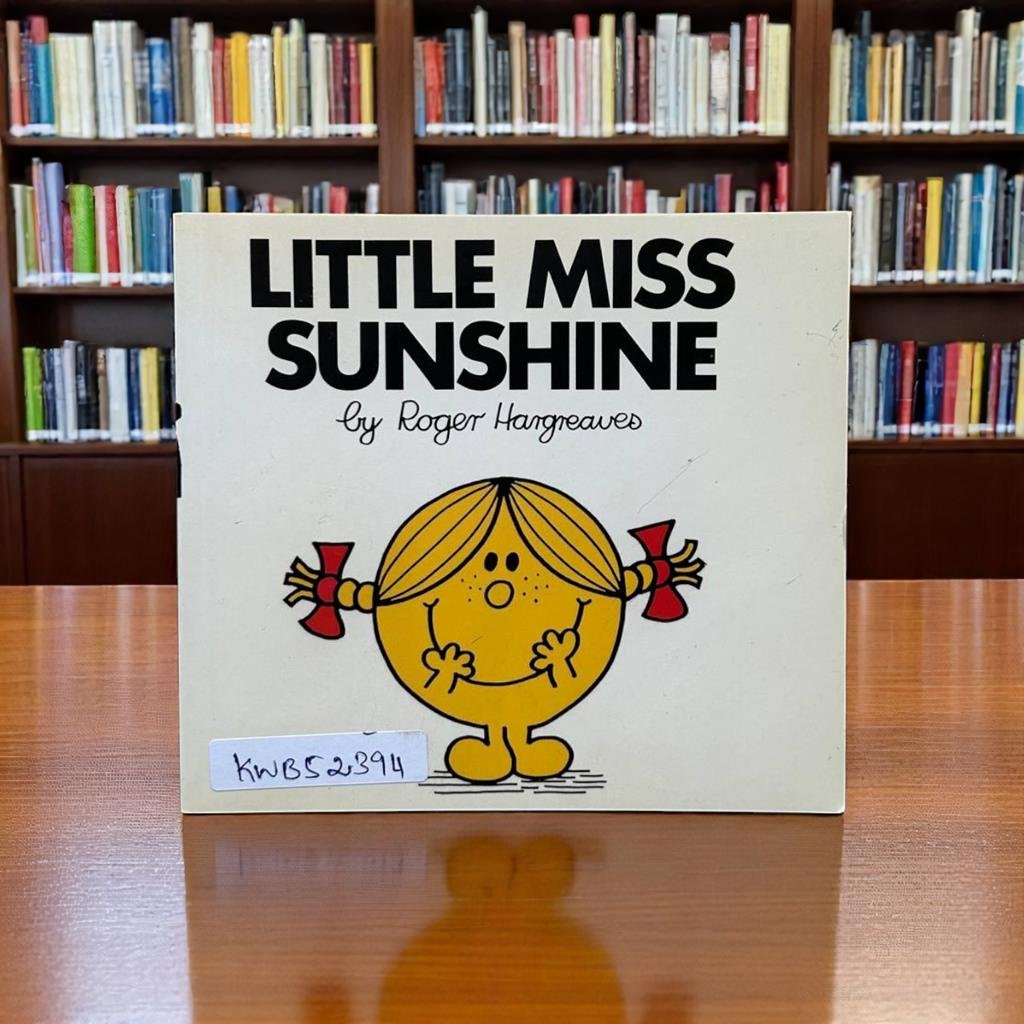 LITTLE MISS
SUNSHINE
by Roger Hargreaves
KWB52394